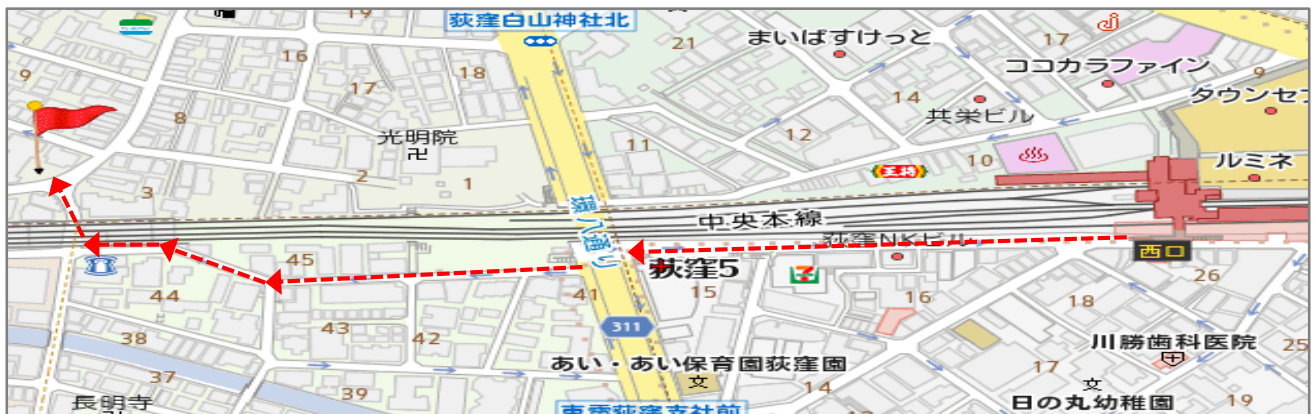 荻窪白山神社北
19
16
17
18
9
8
21
まいばすけっと
17
ココカラファイン
9
タウンセブ
14
共栄ビル
12
11
光明院
王将
10
ルミネ
2
1
3
環八通り
中央本線
荻窪NKビル
西口
荻窪5
7
45
44
41
15
16
26
43
42
38
311
18
川勝歯科医院
25
あい・あい保育園荻窪園
文
17
文
37
39
14
長明寺
日の丸幼稚園
19